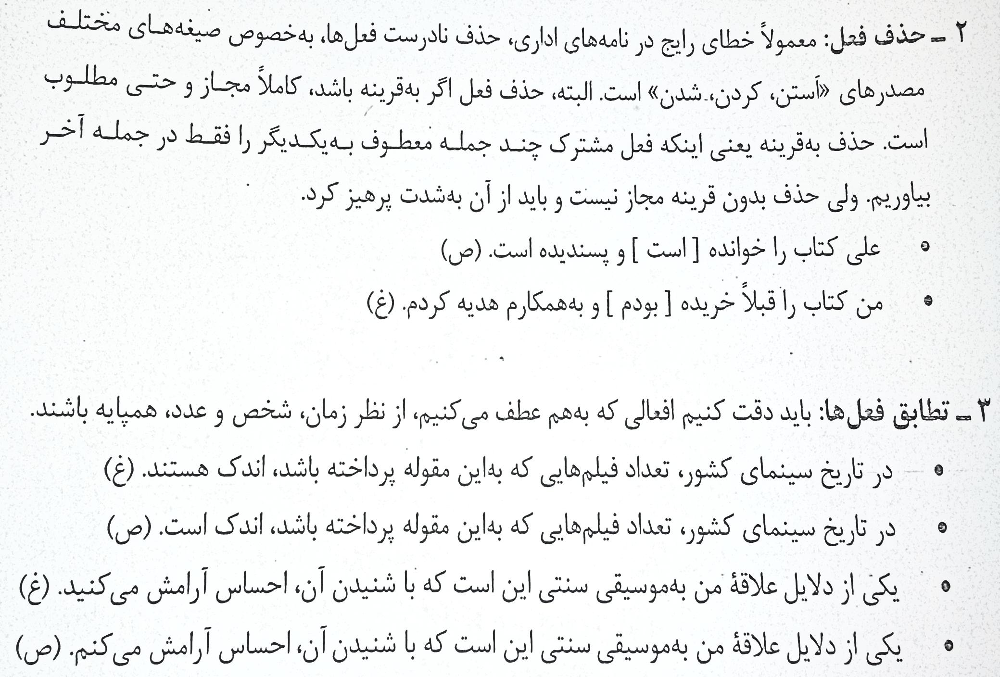 ۲ ـ حذف فعل: معمولاً خطای رایج در نامه‌های اداری، حذف نادرست فعل‌ها، به‌خصوص صیغه‌های مختلف
مصدرهای «اَستن، کردن، شدن» است. البته، حذف فعل اگر به‌قرینه باشد، کاملاً مجاز و حتی مطلوب
است. حذف به‌قرینه یعنی اینکه فعل مشترک چند جمله معطوف به‌یکدیگر را فقط در جمله آخر
بیاوریم. ولی حذف بدون قرینه مجاز نیست و باید از آن به‌شدت پرهیز کرد.
• علی کتاب را خوانده [ است ] و پسندیده است. (ص)
• من کتاب را قبلاً خریده [ بودم ] و به‌همکارم هدیه کردم. (غ)
۳ ـ تطابق فعل‌ها: باید دقت کنیم افعالی که به‌هم عطف می‌کنیم، از نظر زمان، شخص و عدد، همپایه باشند.
• در تاریخ سینمای کشور، تعداد فیلم‌هایی که به‌این مقوله پرداخته باشد، اندک هستند. (غ)
• در تاریخ سینمای کشور، تعداد فیلم‌هایی که به‌این مقوله پرداخته باشد، اندک است. (ص)
• یکی از دلایل علاقۀ من به‌موسیقی سنتی این است که با شنیدن آن، احساس آرامش می‌کنید. (غ)
• یکی از دلایل علاقۀ من به‌موسیقی سنتی این است که با شنیدن آن، احساس آرامش می‌کنم. (ص)